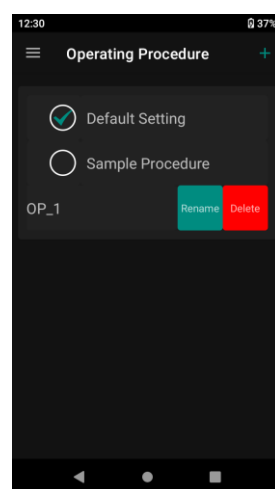 12:30 37%
Operating Procedure +
Default Setting
Sample Procedure
OP_1 Rename Delete